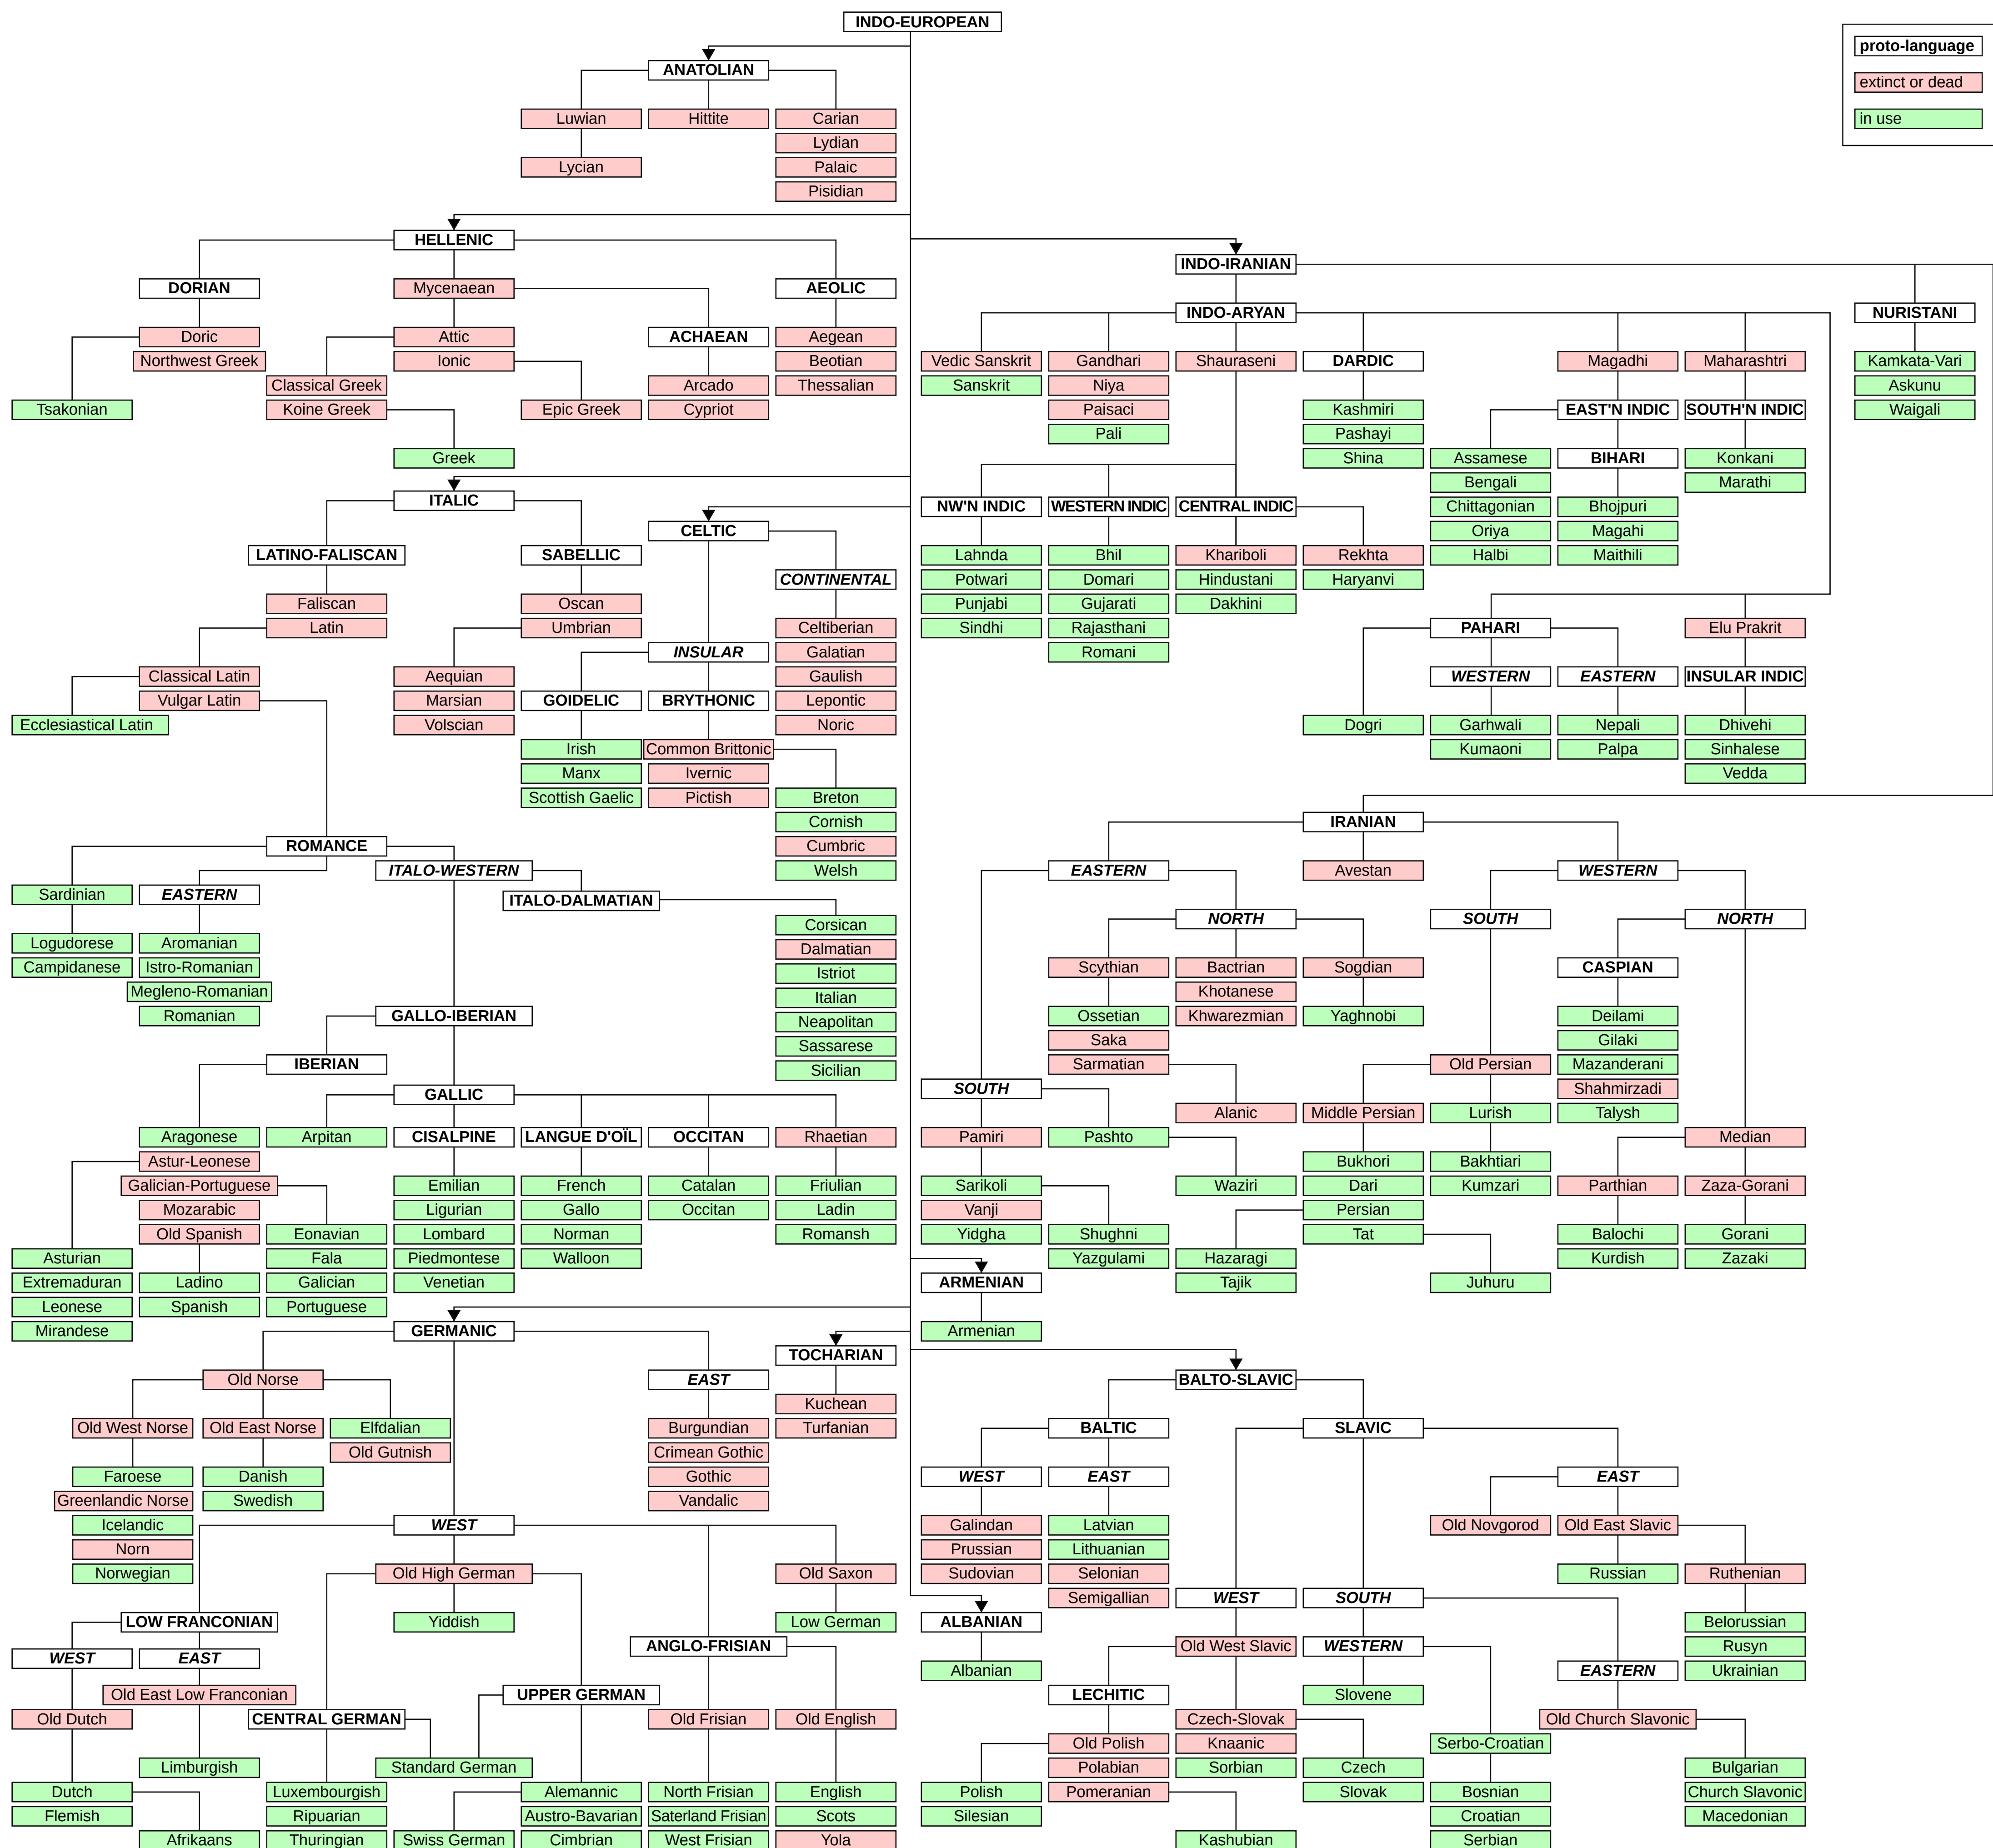 INDO-EUROPEAN
proto-language
extinct or dead
in use
ANATOLIAN
Luwian
Hittite
Carian
Lydian
Lycian
Palaic
Pisidian
HELLENIC
DORIAN
Mycenaean
AEOLIC
Doric
Attic
ACHAEAN
Aegean
Northwest Greek
Ionic
Beotian
Classical Greek
Arcado
Thessalian
Tsakonian
Koine Greek
Epic Greek
Cypriot
Greek
INDO-IRANIAN
INDO-ARYAN
NURISTANI
Vedic Sanskrit
Gandhari
Shauraseni
DARDIC
Magadhi
Maharashtri
Kamkata-Vari
Sanskrit
Niya
Askunu
Paisaci
Kashmiri
EAST'N INDIC
SOUTH'N INDIC
Waigali
Pali
Pashayi
Shina
Assamese
BIHARI
Konkani
Bengali
Marathi
NW'N INDIC
WESTERN INDIC
CENTRAL INDIC
Chittagonian
Bhojpuri
Oriya
Magahi
Lahnda
Bhil
Khariboli
Rekhta
Halbi
Maithili
Potwari
Domari
Hindustani
Haryanvi
Punjabi
Gujarati
Dakhini
Sindhi
Rajasthani
Romani
PAHARI
Elu Prakrit
WESTERN
EASTERN
INSULAR INDIC
Dogri
Garhwali
Nepali
Dhivehi
Kumaoni
Palpa
Sinhalese
Vedda
ITALIC
CELTIC
LATINO-FALISCAN
SABELLIC
CONTINENTAL
Faliscan
Oscan
Latin
Umbrian
Celtiberian
INSULAR
Galatian
Classical Latin
Aequian
Gaulish
Vulgar Latin
Marsian
GOIDELIC
BRYTHONIC
Lepontic
Ecclesiastical Latin
Volscian
Noric
Irish
Common Brittonic
Manx
Ivernic
Scottish Gaelic
Pictish
Breton
Cornish
Cumbric
Welsh
ROMANCE
ITALO-WESTERN
Sardinian
EASTERN
ITALO-DALMATIAN
Corsican
Logudorese
Aromanian
Dalmatian
Campidanese
Istro-Romanian
Istriot
Megleno-Romanian
Italian
Romanian
GALLO-IBERIAN
Neapolitan
Sassarese
IBERIAN
Sicilian
GALLIC
Aragonese
Arpitan
CISALPINE
LANGUE D'OÏL
OCCITAN
Rhaetian
Astur-Leonese
Galician-Portuguese
Emilian
French
Catalan
Friulian
Mozarabic
Ligurian
Gallo
Occitan
Ladin
Old Spanish
Eonavian
Lombard
Norman
Romansh
Asturian
Fala
Piedmontese
Walloon
Extremaduran
Ladino
Galician
Venetian
Leonese
Spanish
Portuguese
Mirandese
IRANIAN
EASTERN
Avestan
WESTERN
NORTH
SOUTH
NORTH
Scythian
Bactrian
Sogdian
CASPIAN
Khotanese
Ossetian
Khwarezmian
Yaghnobi
Deilami
Saka
Gilaki
Sarmatian
Old Persian
Mazanderani
SOUTH
Shahmirzadi
Alanic
Middle Persian
Lurish
Talysh
Pamiri
Pashto
Median
Bukhori
Bakhtiari
Sarikoli
Waziri
Dari
Kumzari
Parthian
Zaza-Gorani
Vanji
Persian
Yidgha
Shughni
Tat
Balochi
Gorani
Yazgulami
Hazaragi
Kurdish
Zazaki
Tajik
Juhuru
ARMENIAN
Armenian
GERMANIC
TOCHARIAN
Old Norse
EAST
Kuchean
Old West Norse
Old East Norse
Elfdalian
Burgundian
Turfanian
Old Gutnish
Crimean Gothic
Faroese
Danish
Gothic
Greenlandic Norse
Swedish
Vandalic
Icelandic
WEST
Norn
Norwegian
Old High German
Old Saxon
LOW FRANCONIAN
Yiddish
Low German
ANGLO-FRISIAN
WEST
EAST
Old East Low Franconian
UPPER GERMAN
Old Dutch
CENTRAL GERMAN
Old Frisian
Old English
Limburgish
Standard German
Dutch
Luxembourgish
Alemannic
North Frisian
English
Flemish
Ripuarian
Austro-Bavarian
Saterland Frisian
Scots
Afrikaans
Thuringian
Swiss German
Cimbrian
West Frisian
Yola
BALTO-SLAVIC
BALTIC
SLAVIC
WEST
EAST
EAST
Galindan
Latvian
Old Novgorod
Old East Slavic
Prussian
Lithuanian
Sudovian
Selonian
Russian
Ruthenian
Semigallian
WEST
SOUTH
ALBANIAN
Belorussian
Old West Slavic
WESTERN
Rusyn
Albanian
EASTERN
Ukrainian
LECHITIC
Slovene
Czech-Slovak
Old Church Slavonic
Old Polish
Knaanic
Serbo-Croatian
Polabian
Sorbian
Czech
Bulgarian
Polish
Pomeranian
Slovak
Bosnian
Church Slavonic
Silesian
Croatian
Macedonian
Kashubian
Serbian